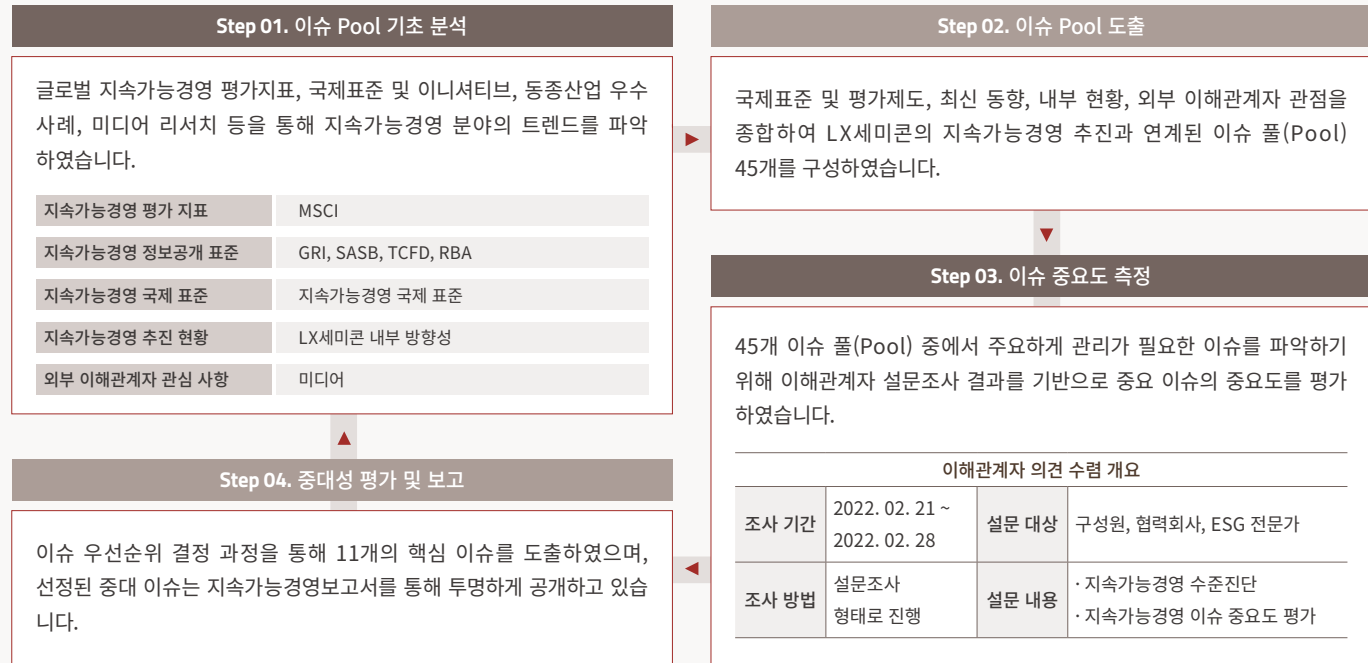 Step 01. 이슈 Pool 기초 분석
글로벌 지속가능경영 평가지표, 국제표준 및 이니셔티브, 동종산업 우수
사례, 미디어 리서치 등을 통해 지속가능경영 분야의 트렌드를 파악
하였습니다.
지속가능경영 평가 지표 MSCI
지속가능경영 정보공개 표준 GRI, SASB, TCFD, RBA
지속가능경영 국제 표준 지속가능경영 국제 표준
지속가능경영 추진 현황 LX세미콘 내부 방향성
외부 이해관계자 관심 사항 미디어
Step 02. 이슈 Pool 도출
국제표준 및 평가제도, 최신 동향, 내부 현황, 외부 이해관계자 관점을
종합하여 LX세미콘의 지속가능경영 추진과 연계된 이슈 풀(Pool)
45개를 구성하였습니다.
Step 03. 이슈 중요도 측정
45개 이슈 풀(Pool) 중에서 주요하게 관리가 필요한 이슈를 파악하기
위해 이해관계자 설문조사 결과를 기반으로 중요 이슈의 중요도를 평가
하였습니다.
이해관계자 의견 수렴 개요
조사 기간
2022. 02. 21 ~
2022. 02. 28
설문 대상
구성원, 협력회사, ESG 전문가
조사 방법
설문조사
형태로 진행
설문 내용
· 지속가능경영 수준진단
· 지속가능경영 이슈 중요도 평가
Step 04. 중대성 평가 및 보고
이슈 우선순위 결정 과정을 통해 11개의 핵심 이슈를 도출하였으며,
선정된 중대 이슈는 지속가능경영보고서를 통해 투명하게 공개하고 있습
니다.